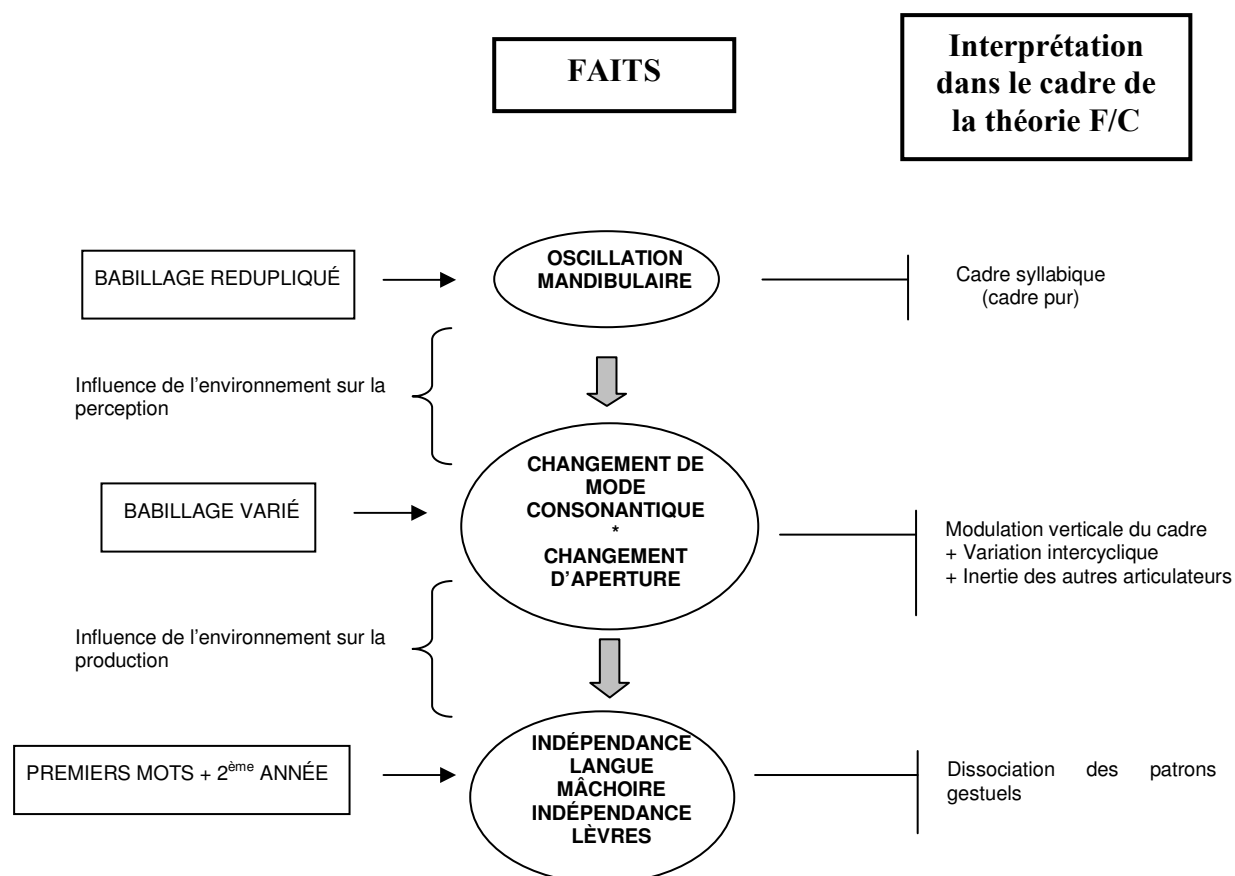 FAITS
Interprétation
dans le cadre de
la théorie F/C
BABILLAGE REDUPLIQUÉ
OSCILLATION
MANDIBULAIRE
Cadre syllabique
(cadre pur)
Influence de l'environnement sur la
perception
BABILLAGE VARIÉ
CHANGEMENT DE
MODE
CONSONANTIQUE
*
CHANGEMENT
D'APERTURE
Modulation verticale du cadre
+ Variation intercyclique
+ Inertie des autres articulateurs
Influence de l'environnement sur la
production
PREMIERS MOTS + 2ème ANNÉE
INDÉPENDANCE
LANGUE
MÂCHOIRE
INDÉPENDANCE
LÈVRES
Dissociation des patrons
gestuels